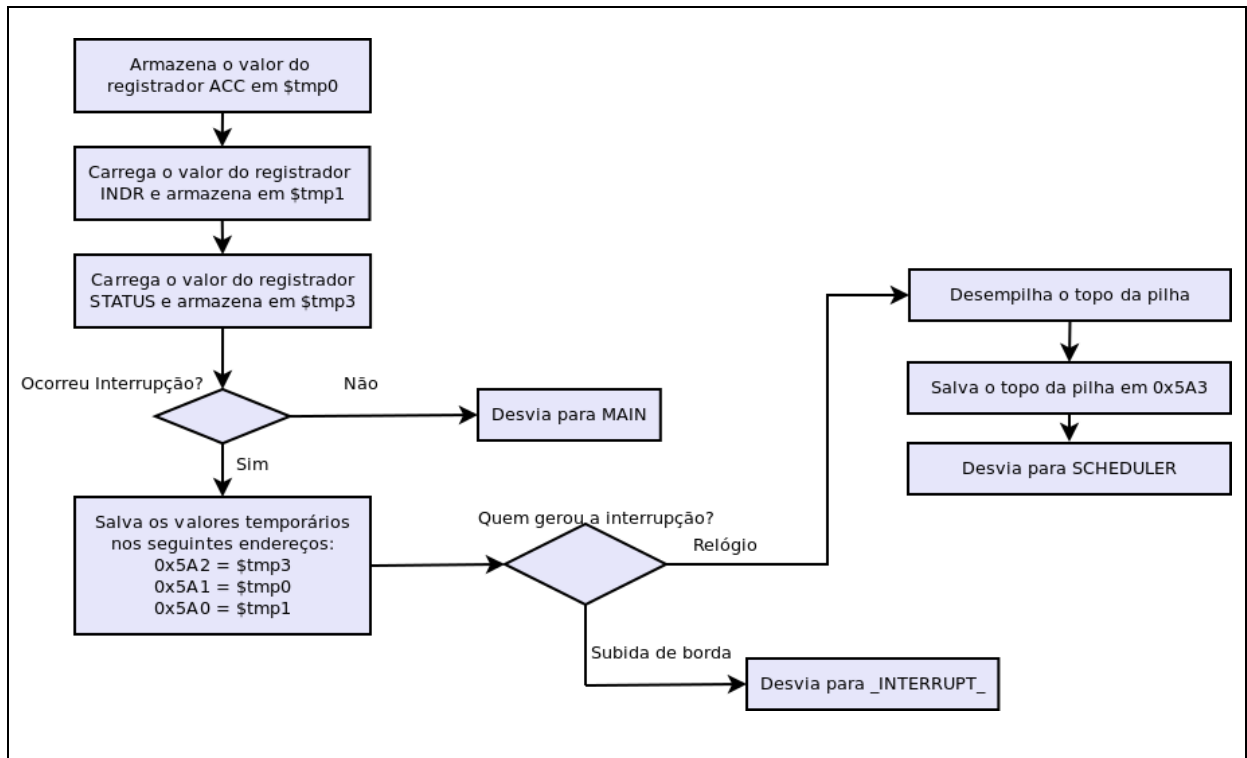 Armazena o valor do
registrador ACC em $tmp0
Carrega o valor do registrador
INDR e armazena em $tmp1
Carrega o valor do registrador
STATUS e armazena em $tmp3
Ocorreu Interrupção?
Não
Desvia para MAIN
Sim
Salva os valores temporários
nos seguintes endereços:
0x5A2 = $tmp3
0x5A1 = $tmp0
0x5A0 = $tmp1
Quem gerou a interrupção?
Relógio
Desempilha o topo da pilha
Salva o topo da pilha em 0x5A3
Desvia para SCHEDULER
Subida de borda
Desvia para _INTERRUPT_